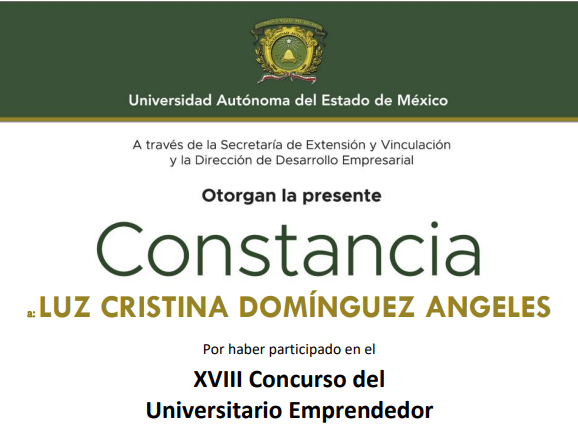 Universidad Autónoma del Estado de México
A través de la Secretaría de Extensión y Vinculación
y la Dirección de Desarrollo Empresarial
Otorgan la presente
Constancia
a: LUZ CRISTINA DOMÍNGUEZ ANGELES
Por haber participado en el
XVIII Concurso del
Universitario Emprendedor